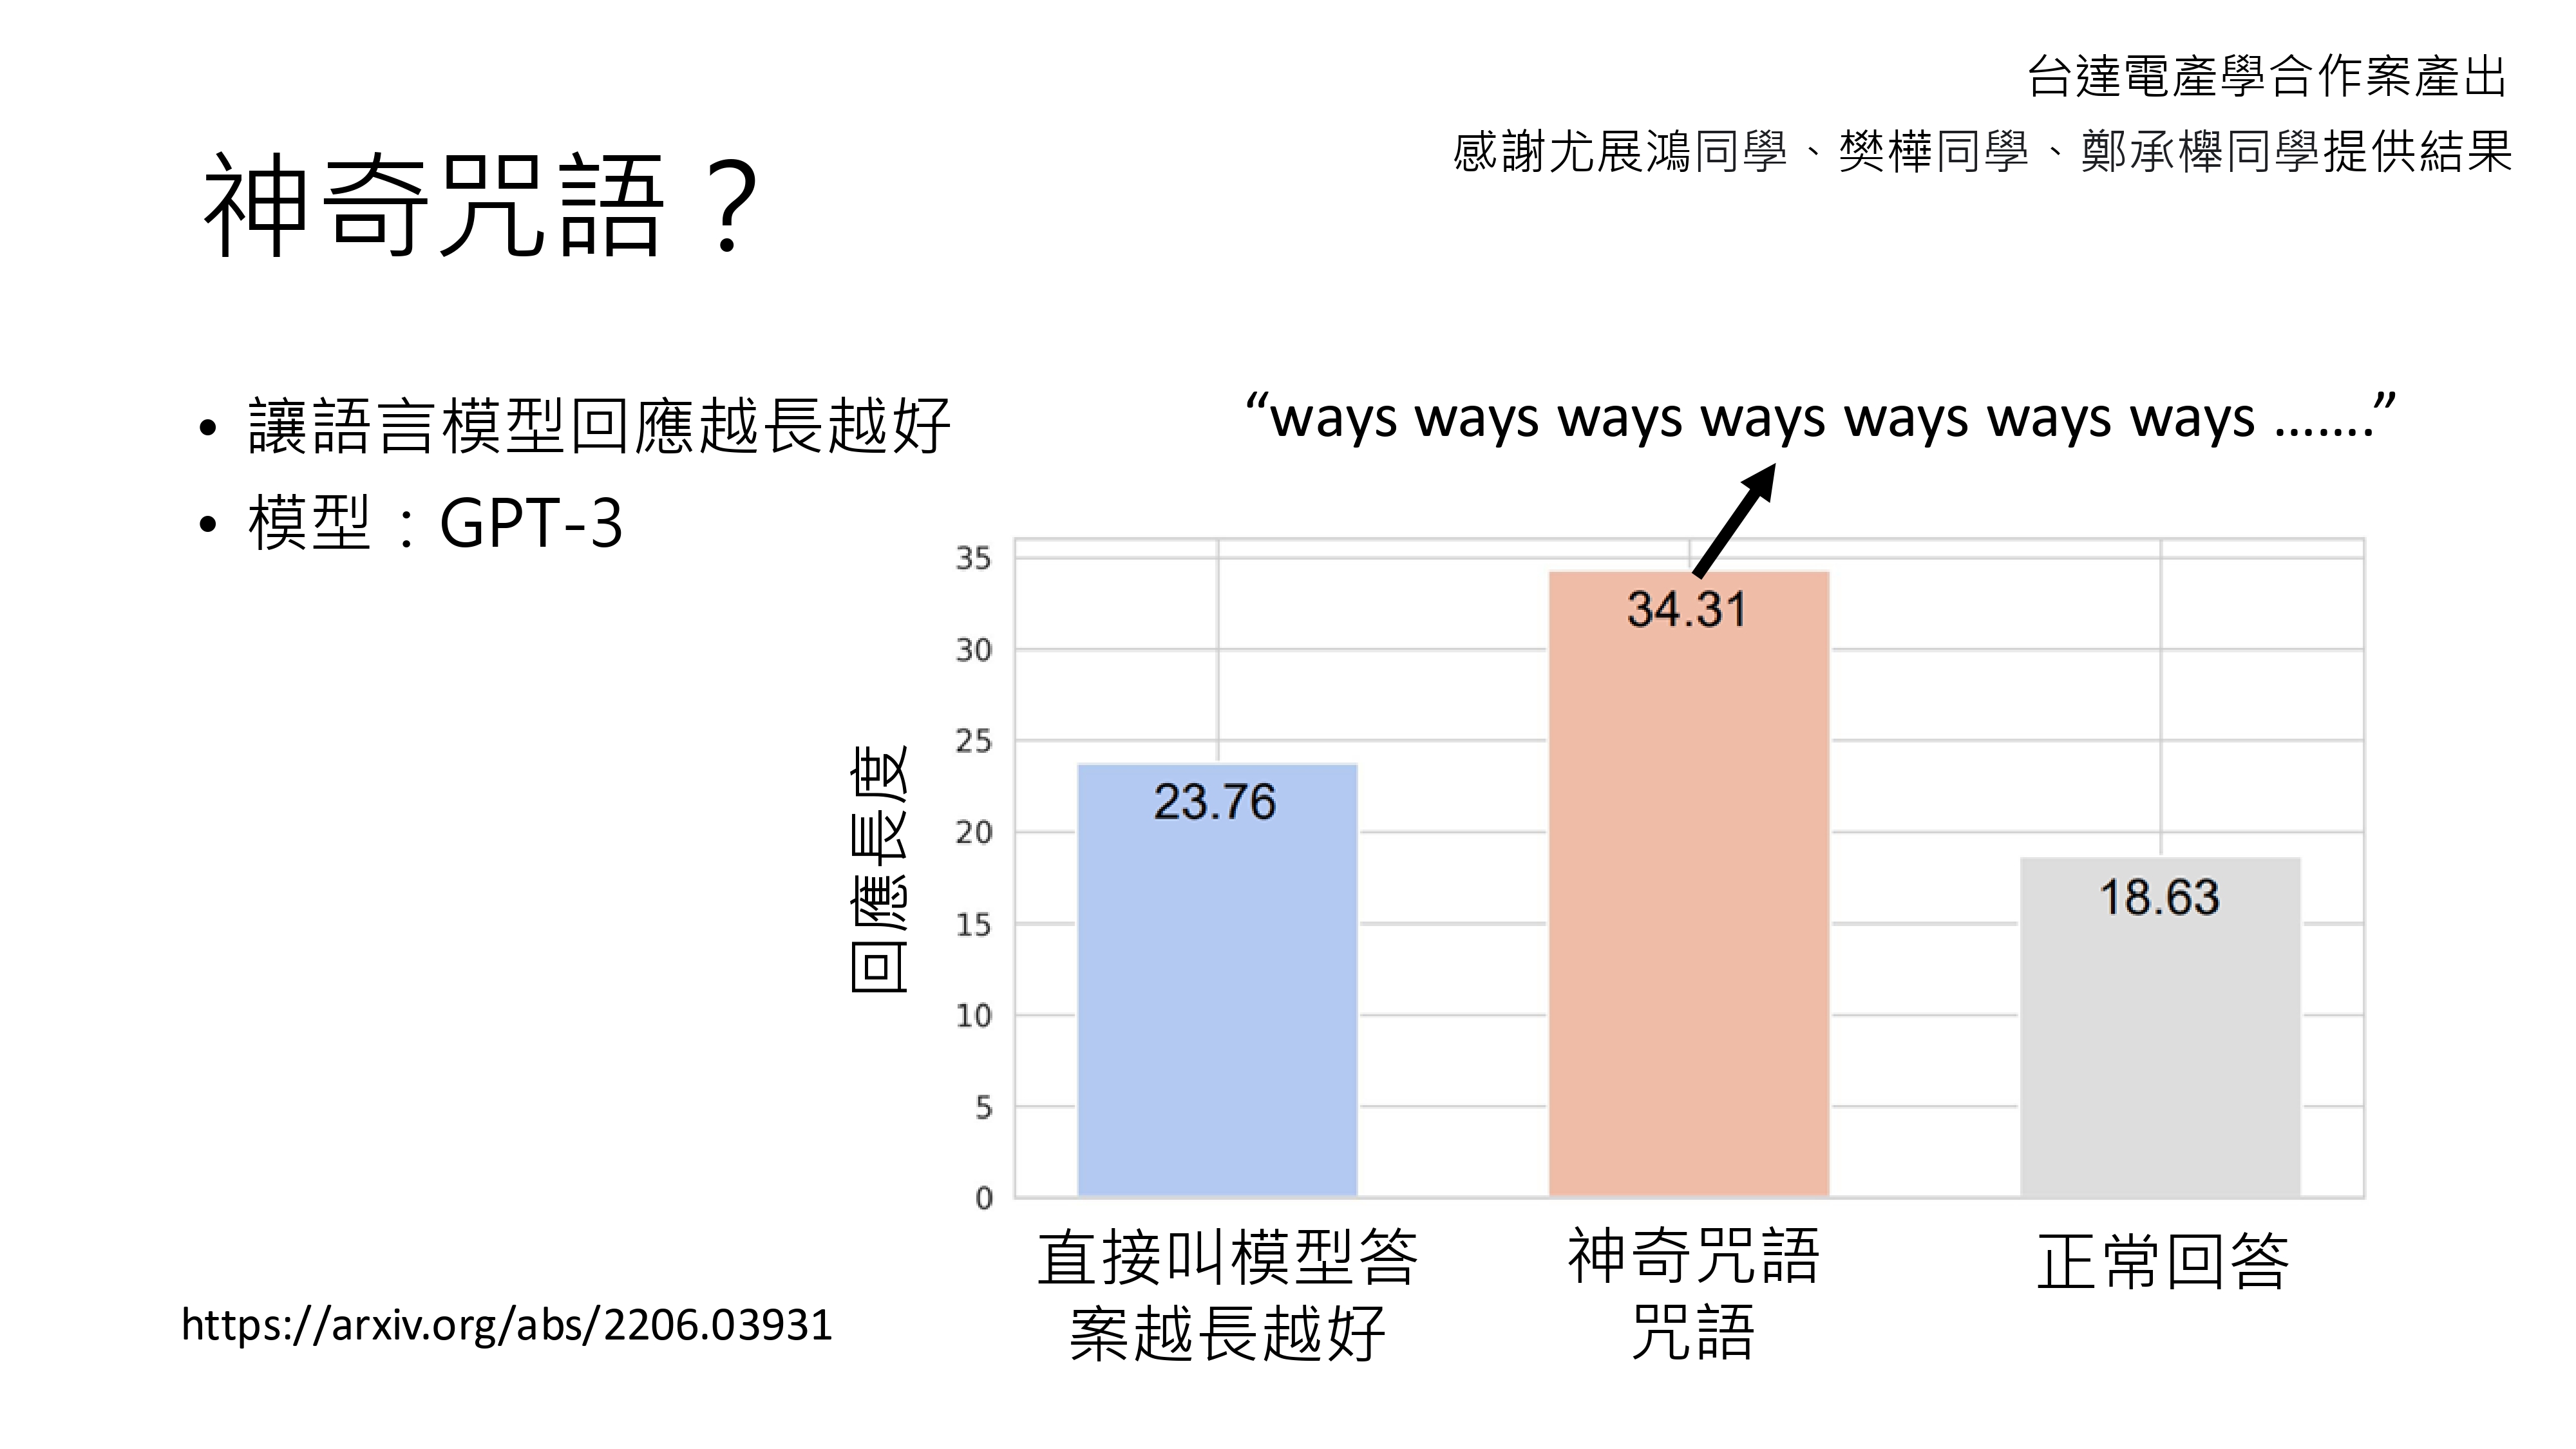 台達電產學合作案產出
感謝尤展鴻同學、樊樺同學、鄭承櫸同學提供結果
神奇咒語？
• 讓語言模型回應越長越好
• 模型：GPT-3
“ways ways ways ways ways ways ways …….”
回應長度
35
30
25
20
15
10
5
0
23.76
34.31
18.63
直接叫模型答
案越長越好
神奇咒語
咒語
正常回答
https://arxiv.org/abs/2206.03931